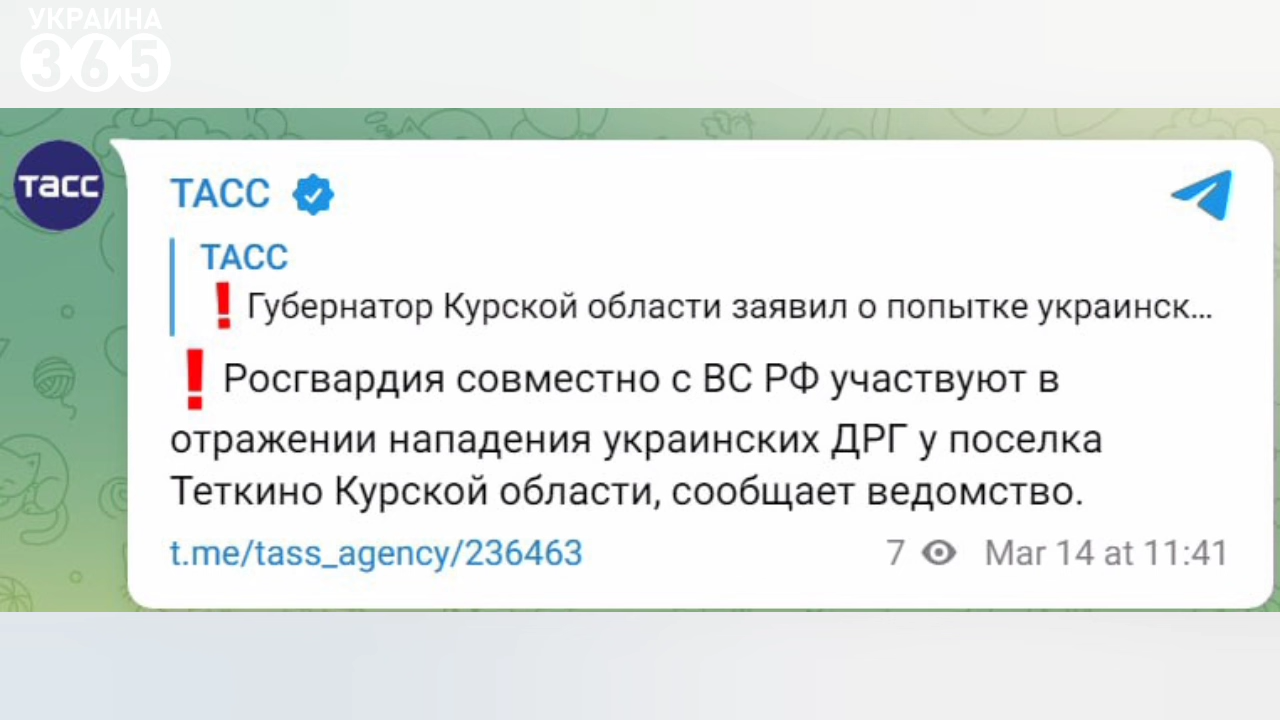 УКРАИНА
365
тасс
ТАСС
ТАСС
❗Губернатор Курской области заявил о попытке украинск...
❗Росгвардия совместно с ВС РФ участвуют в
отражении нападения украинских ДРГ у поселка
Теткино Курской области, сообщает ведомство.
t.me/tass_agency/236463
7 Mar 14 at 11:41